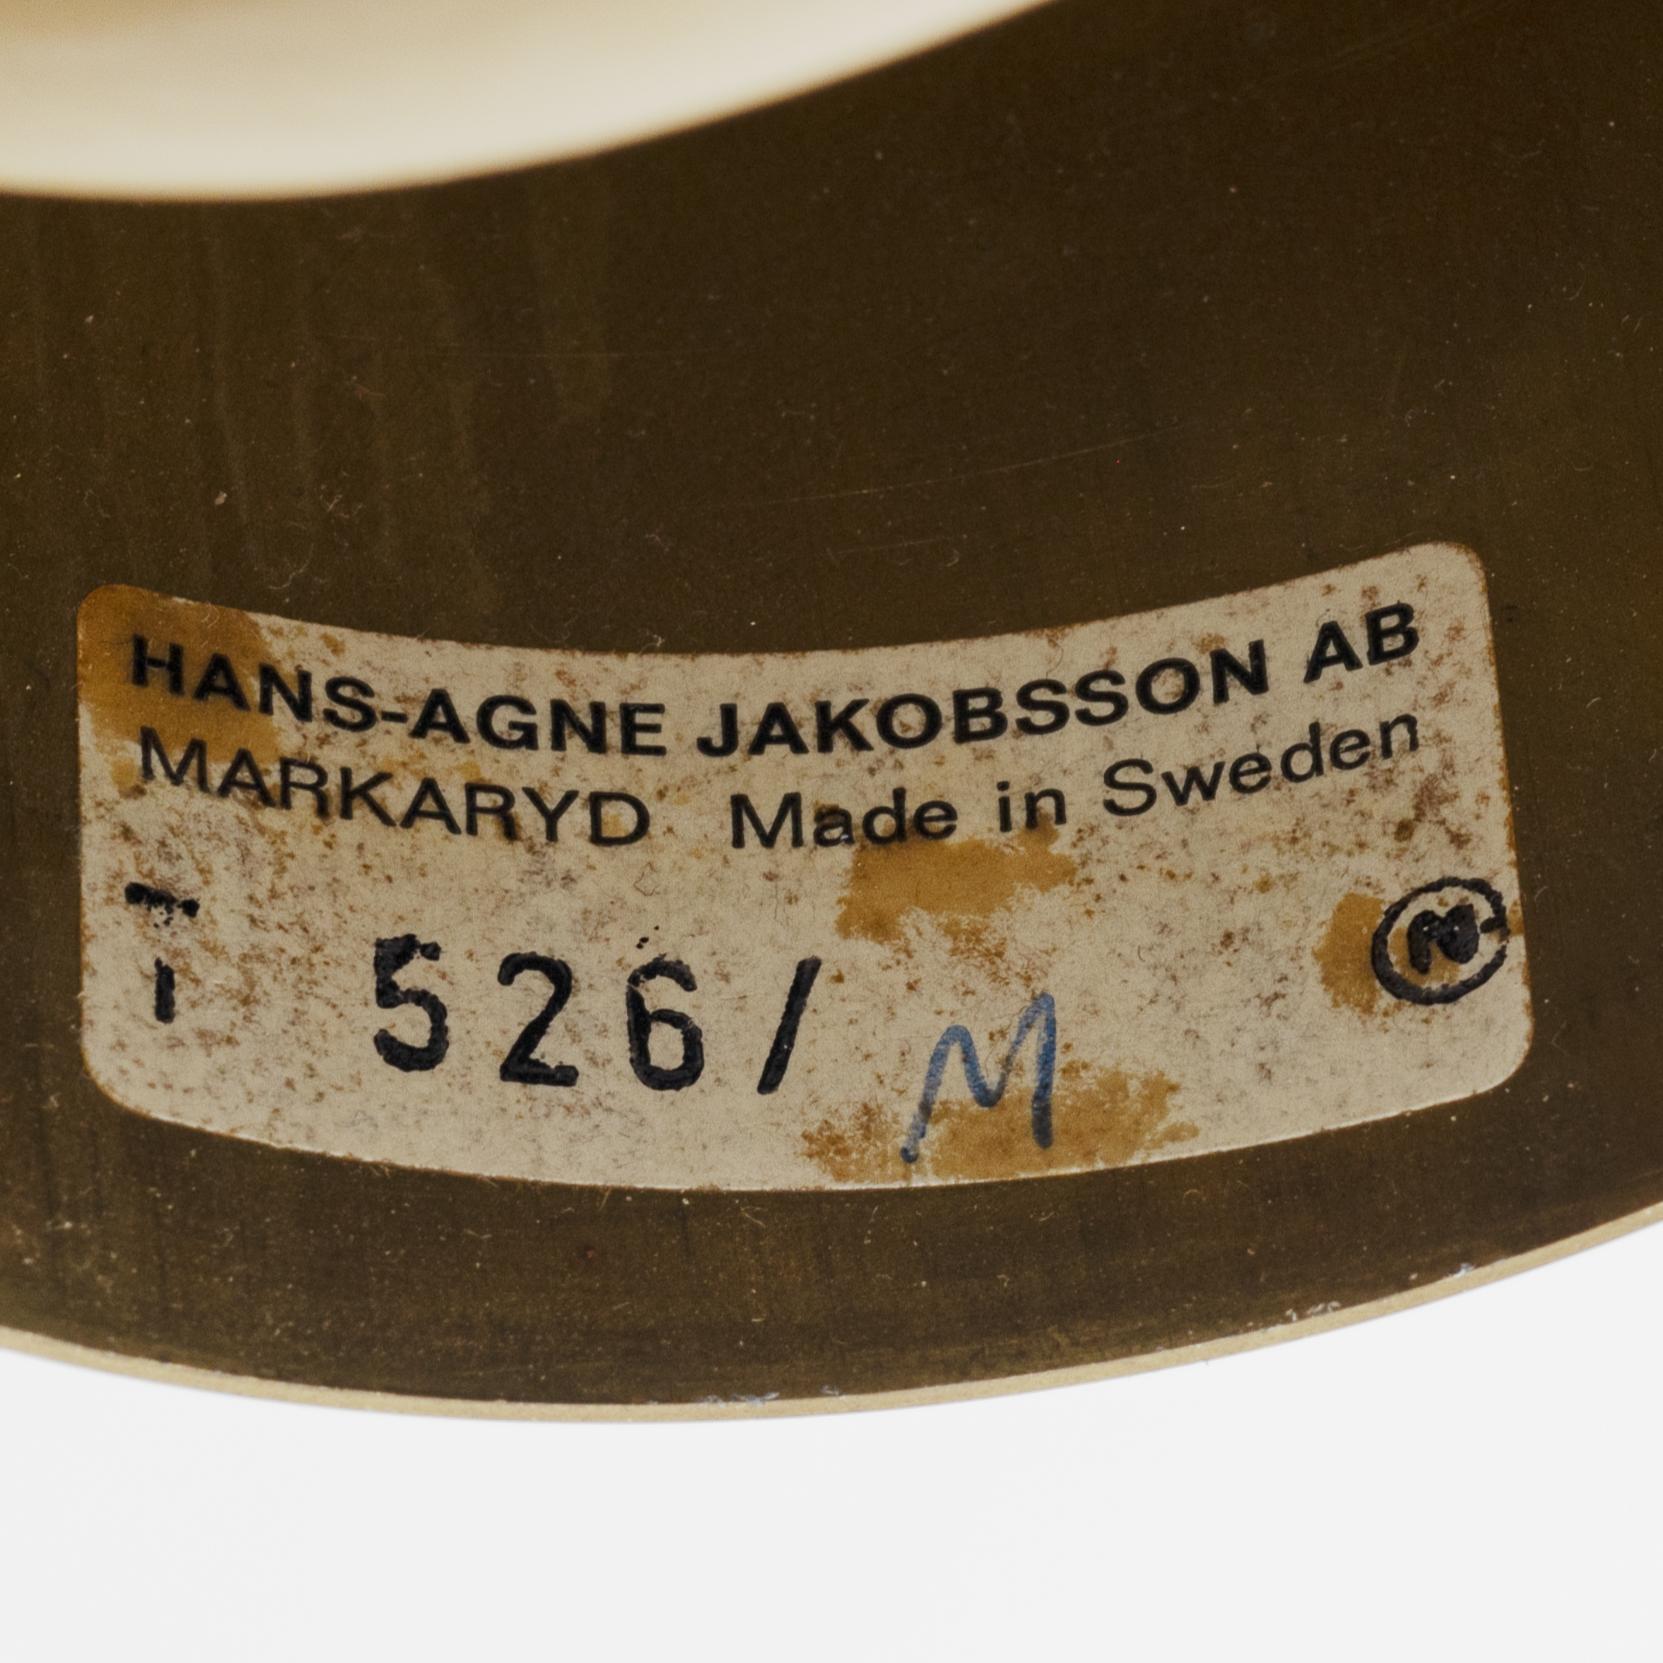 HANS-AGNE JAKOBSSON AB
MARKARYD Made in Sweden
T 526/ M